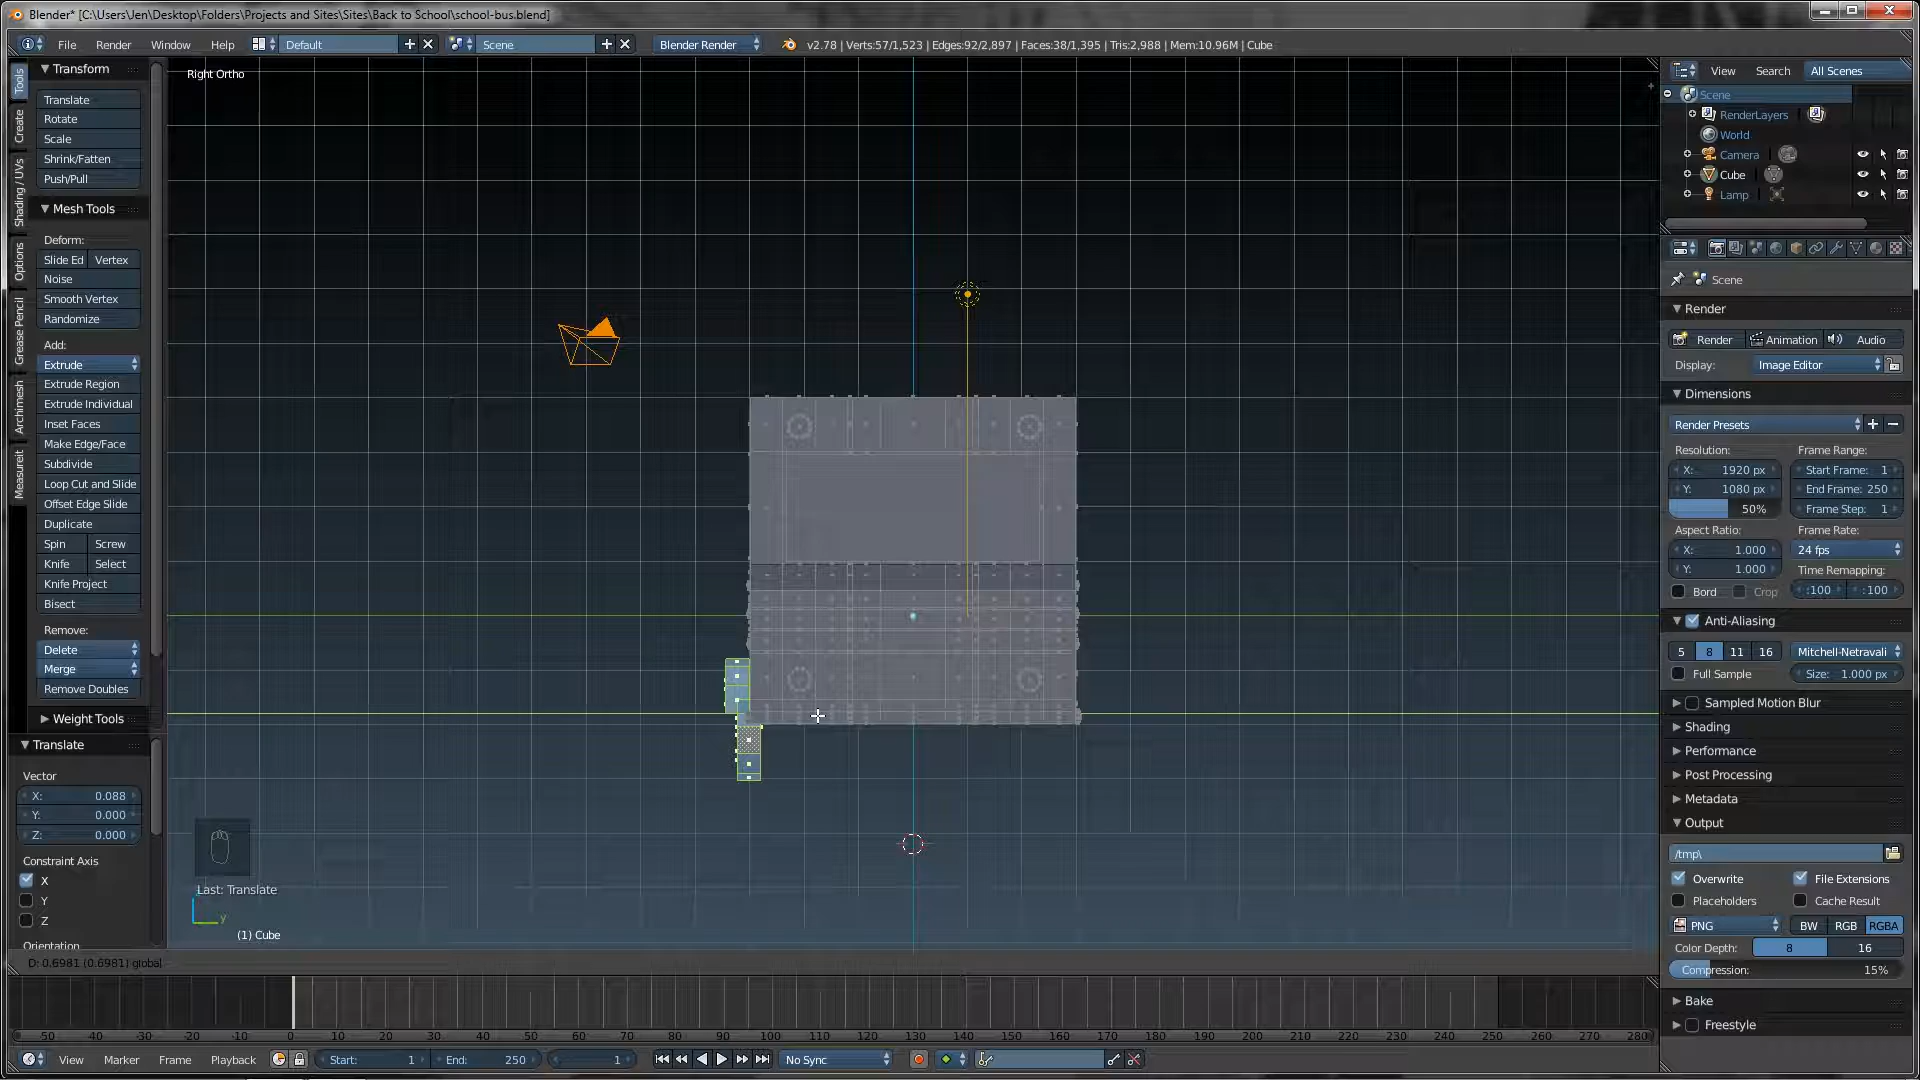 Blender* [C:\Users\Jen\Desktop\Folders\Projects and Sites\Sites\Back to School\school-bus.blend]
File Render Window Help Default Scene Blender Render v2.78 | Verts:57/1,523 | Edges:92/2,897 | Faces:38/1,395 | Tris:2,988 | Mem:10.96M | Cube
Tools
Create
Shading / UVs
Options
Grease Pencil
Archimesh
Measureit
Transform
Translate
Rotate
Scale
Shrink/Fatten
Push/Pull
Mesh Tools
Deform:
Slide Ed Vertex
Noise
Smooth Vertex
Randomize
Add:
Extrude
Extrude Region
Extrude Individual
Inset Faces
Make Edge/Face
Subdivide
Loop Cut and Slide
Offset Edge Slide
Duplicate
Spin Screw
Knife Select
Knife Project
Bisect
Remove:
Delete
Merge
Remove Doubles
Weight Tools
Translate
Vector
X: 0.088
Y: 0.000
Z: 0.000
Constraint Axis
X
Y
Z
Orientation
Right Ortho
Last: Translate
y
(1) Cube
D: 0.6981 (0.6981) global
View Search All Scenes
Scene
RenderLayers
World
Camera
Cube
Lamp
Scene
Render
Render Animation Audio
Display: Image Editor
Dimensions
Render Presets
Resolution: Frame Range:
X: 1920 px Start Frame: 1
Y: 1080 px End Frame: 250
50% Frame Step: 1
Aspect Ratio: Frame Rate:
X: 1.000 24 fps
Y: 1.000 Time Remapping:
Bord Crop :100 :100
Anti-Aliasing
5 8 11 16 Mitchell-Netravali
Full Sample Size: 1.000 px
Sampled Motion Blur
Shading
Performance
Post Processing
Metadata
Output
/tmp\
Overwrite File Extensions
Placeholders Cache Result
PNG BW RGB RGBA
Color Depth: 8 16
Compression: 15%
Bake
Freestyle
-50 -40 -30 -20 -10 0 10 20 30 40 50 60 70 80 90 100 110 120 130 140 150 160 170 180 190 200 210 220 230 240 250 260 270 280
View Marker Frame Playback Start: 1 End: 250 1 No Sync